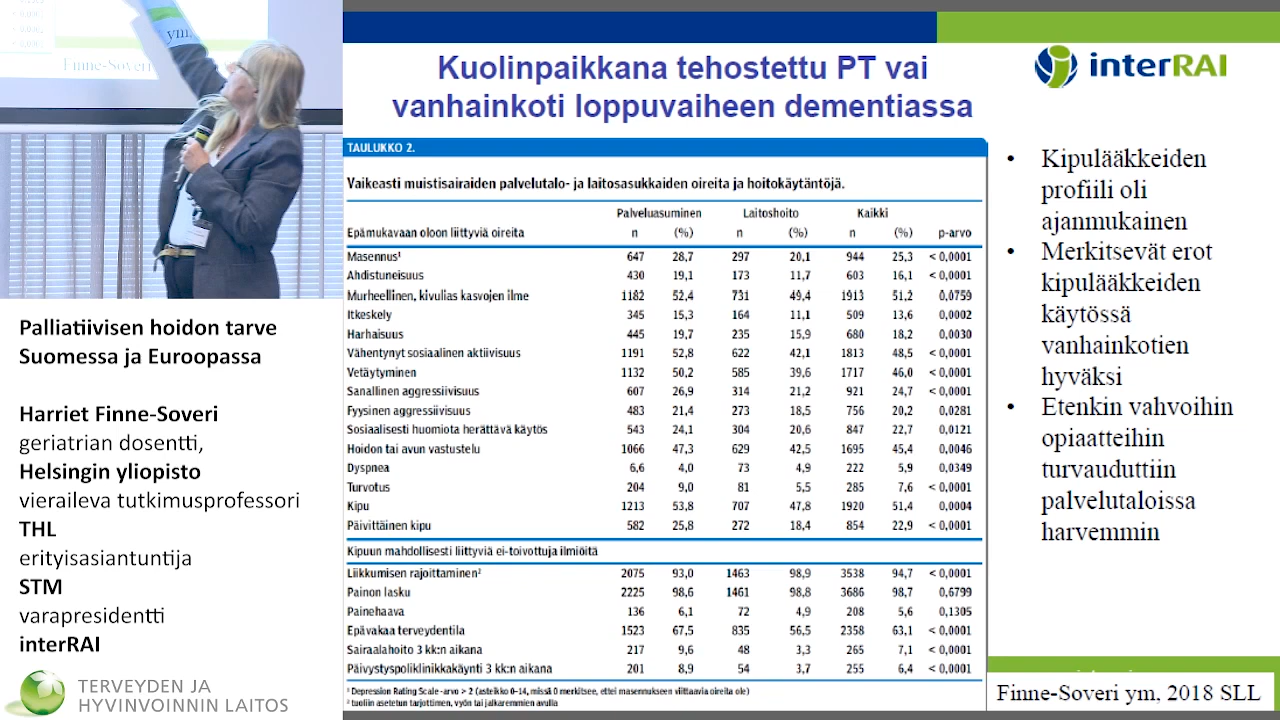 ym,
Finne-Soveri
Palliatiivisen hoidon tarve
Suomessa ja Euroopassa
Harriet Finne-Soveri
geriatrian dosentti,
Helsingin yliopisto
vieraileva tutkimusprofessori
THL
erityisasiantuntija
STM
varapresidentti
interRAI
TERVEYDEN JA
HYVINVOINNIN LAITOS
Kuolinpaikkana tehostettu PT vai
vanhainkoti loppuvaiheen dementiassa
interRAI
TAULUKKO 2.
Vaikeasti muistisairaiden palvelutalo- ja laitosasukkaiden oireita ja hoitokäytäntöjä.
Palveluasuminen Laitoshoito Kaikki
Epämukavaan oloon liittyviä oireita n (%) n (%) n (%) p-arvo
Masennus¹ 647 28,7 297 20,1 944 25,3 < 0,0001
Ahdistuneisuus 430 19,1 173 11,7 603 16,1 < 0,0001
Murheellinen, kivulias kasvojen ilme 1182 52,4 731 49,4 1913 51,2 0,0759
Itkeskely 345 15,3 164 11,1 509 13,6 0,0002
Harhaisuus 445 19,7 235 15,9 680 18,2 0,0030
Vähentynyt sosiaalinen aktiivisuus 1191 52,8 622 42,1 1813 48,5 < 0,0001
Vetäytyminen 1132 50,2 585 39,6 1717 46,0 < 0,0001
Sanallinen aggressiivisuus 607 26,9 314 21,2 921 24,7 < 0,0001
Fyysinen aggressiivisuus 483 21,4 273 18,5 756 20,2 0,0281
Sosiaalisesti huomiota herättävä käytös 543 24,1 304 20,6 847 22,7 0,0121
Hoidon tai avun vastustelu 1066 47,3 629 42,5 1695 45,4 0,0046
Dyspnea 6,6 4,0 73 4,9 222 5,9 0,0349
Turvotus 204 9,0 81 5,5 285 7,6 < 0,0001
Kipu 1213 53,8 707 47,8 1920 51,4 0,0004
Päivittäinen kipu 582 25,8 272 18,4 854 22,9 < 0,0001
Kipuun mahdollisesti liittyviä ei-toivottuja ilmiöitä
Liikkumisen rajoittaminen² 2075 93,0 1463 98,9 3538 94,7 < 0,0001
Painon lasku 2225 98,6 1461 98,8 3686 98,7 0,6799
Painehaava 136 6,1 72 4,9 208 5,6 0,1305
Epävakaa terveydentila 1523 67,5 835 56,5 2358 63,1 < 0,0001
Sairaalahoito 3 kk:n aikana 217 9,6 48 3,3 265 7,1 < 0,0001
Päivystyspoliklinikkakäynti 3 kk:n aikana 201 8,9 54 3,7 255 6,4 < 0,0001
¹ Depression Rating Scale -arvo > 2 (asteikko 0–14, missä 0 merkitsee, ettei masennukseen viittaavia oireita ole)
² tuoliin asetetun tarjottimen, vyön tai jalkaremmien avulla
• Kipulääkkeiden
profiili oli
ajanmukainen
• Merkitsevät erot
kipulääkkeiden
käytössä
vanhainkotien
hyväksi
• Etenkin vahvoihin
opiaatteihin
turvauduttiin
palvelutaloissa
harvemmin
Finne-Soveri ym, 2018 SLL